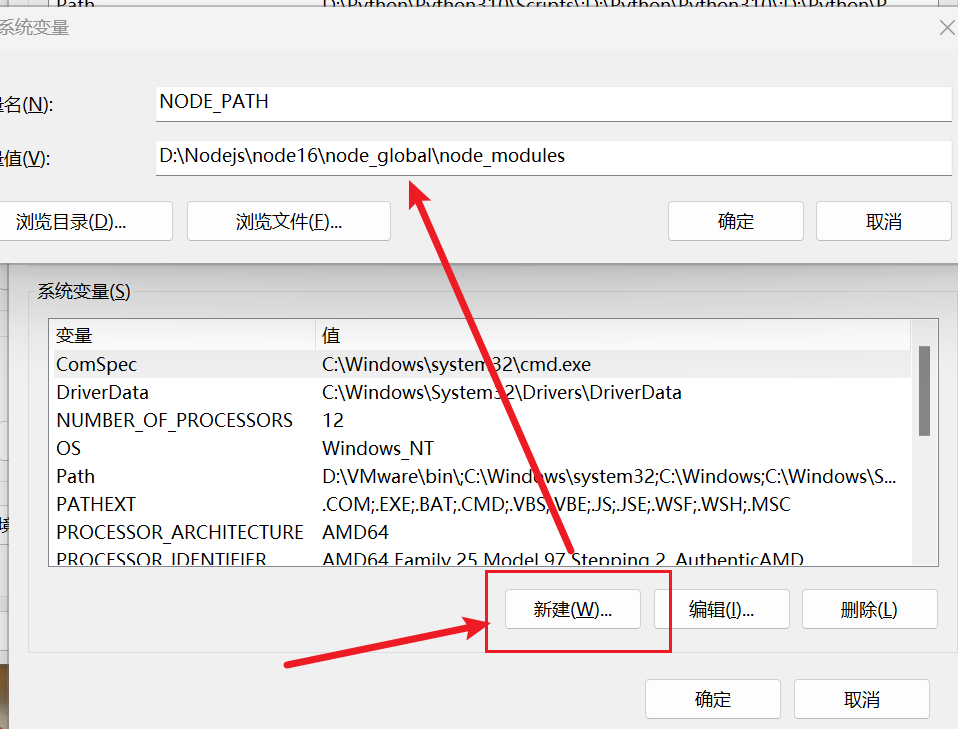 Path D:\Python\Python310\Scripts\;D:\Python\Python310\;D:\Python\P...
系统变量
量名(N):
NODE_PATH
量值(V):
D:\Nodejs\node16\node_global\node_modules
浏览目录(D)... 浏览文件(F)... 确定 取消
系统变量(S)
变量 值
ComSpec C:\Windows\system32\cmd.exe
DriverData C:\Windows\System32\Drivers\DriverData
NUMBER_OF_PROCESSORS 12
OS Windows_NT
Path D:\VMware\bin\;C:\Windows\system32;C:\Windows;C:\Windows\S...
PATHEXT .COM;.EXE;.BAT;.CMD;.VBS;.VBE;.JS;.JSE;.WSF;.WSH;.MSC
PROCESSOR_ARCHITECTURE AMD64
PROCESSOR_IDENTIFIER AMD64 Family 25 Model 97 Stepping 2, AuthenticAMD
新建(W)... 编辑(I)... 删除(L)
确定 取消